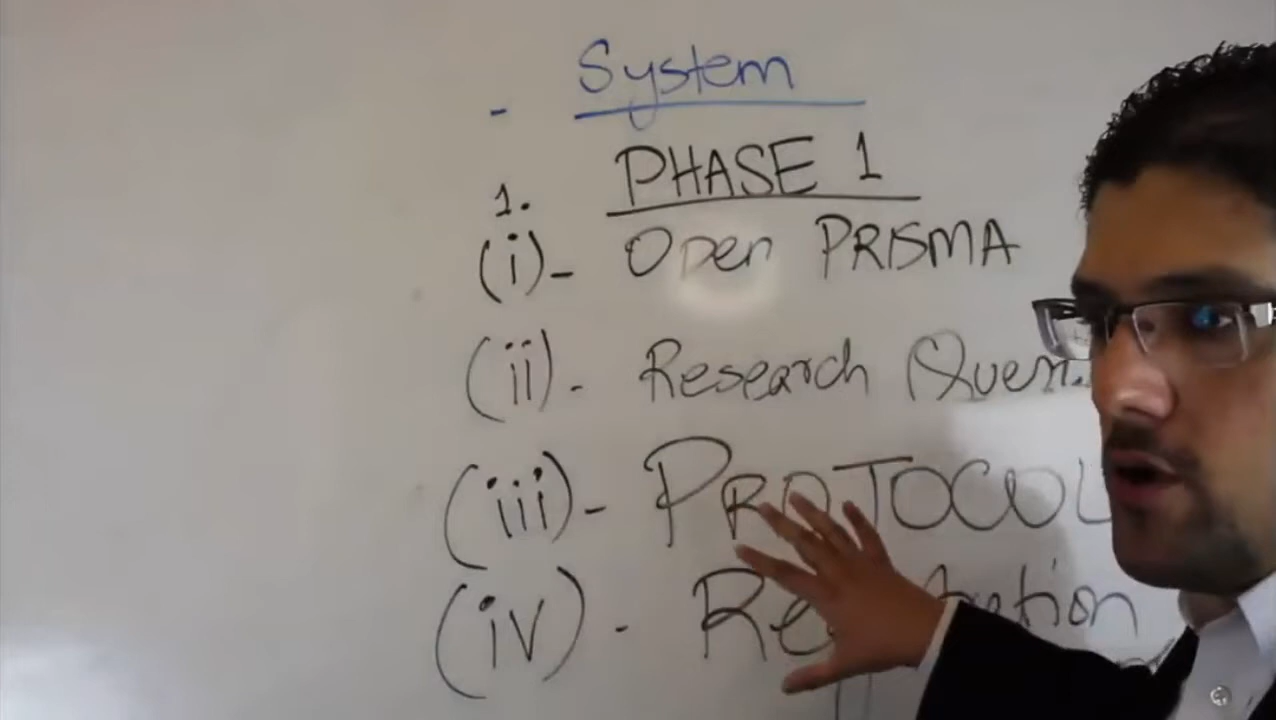 - System
1. PHASE 1
(i)- Open PRISMA
(ii)- Research
(iii)- PROTOCOL
(iv)-